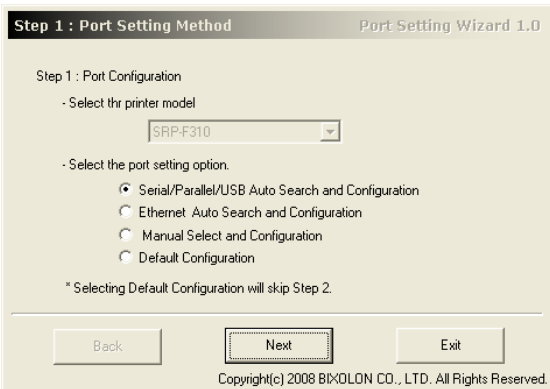 Step 1 : Port Setting Method Port Setting Wizard 1.0
Step 1 : Port Configuration
- Select thr printer model
SRP-F310
- Select the port setting option.
Serial/Parallel/USB Auto Search and Configuration
Ethernet Auto Search and Configuration
Manual Select and Configuration
Default Configuration
* Selecting Default Configuration will skip Step 2.
Back Next Exit
Copyright(c) 2008 BIXOLON CO., LTD. All Rights Reserved.